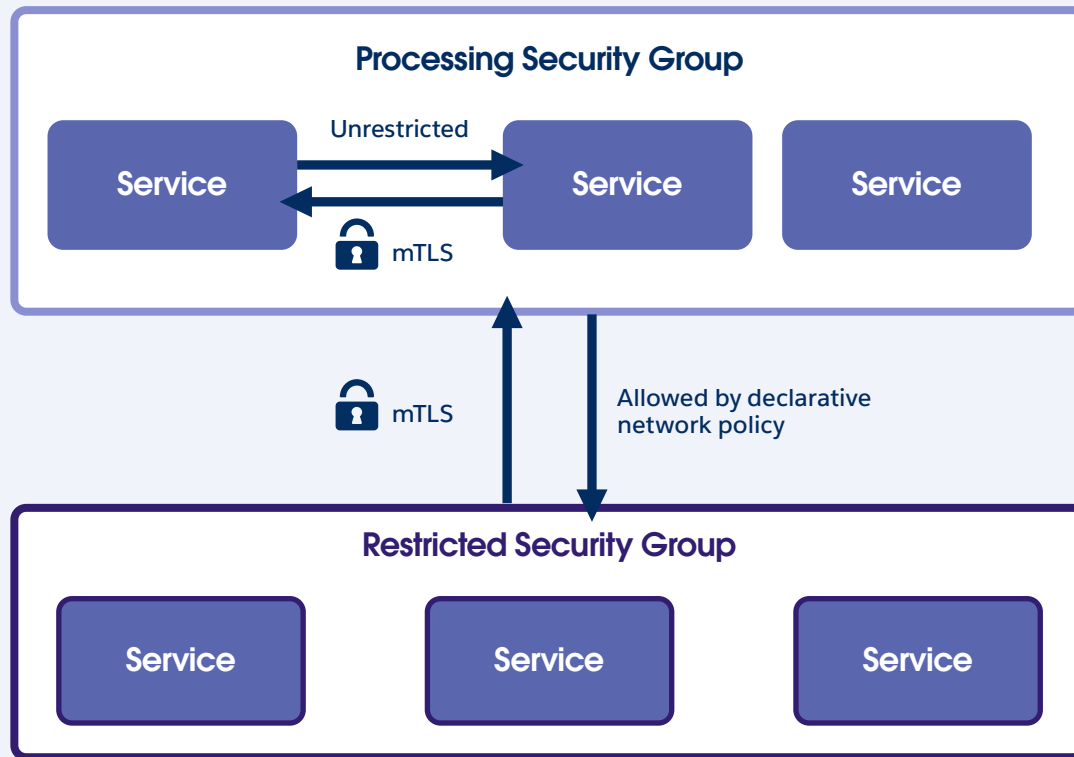 Processing Security Group
Unrestricted
Service
Service
Service
mTLS
mTLS
Allowed by declarative
network policy
Restricted Security Group
Service
Service
Service